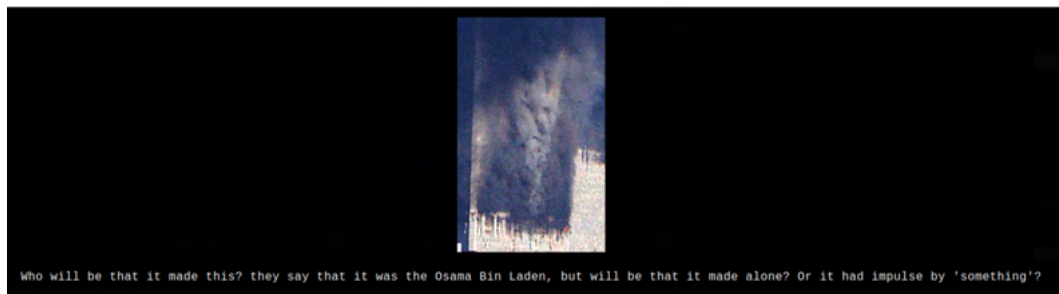 Who will be that it made this? they say that it was the Osama Bin Laden, but will be that it made alone? Or it had impulse by 'something'?